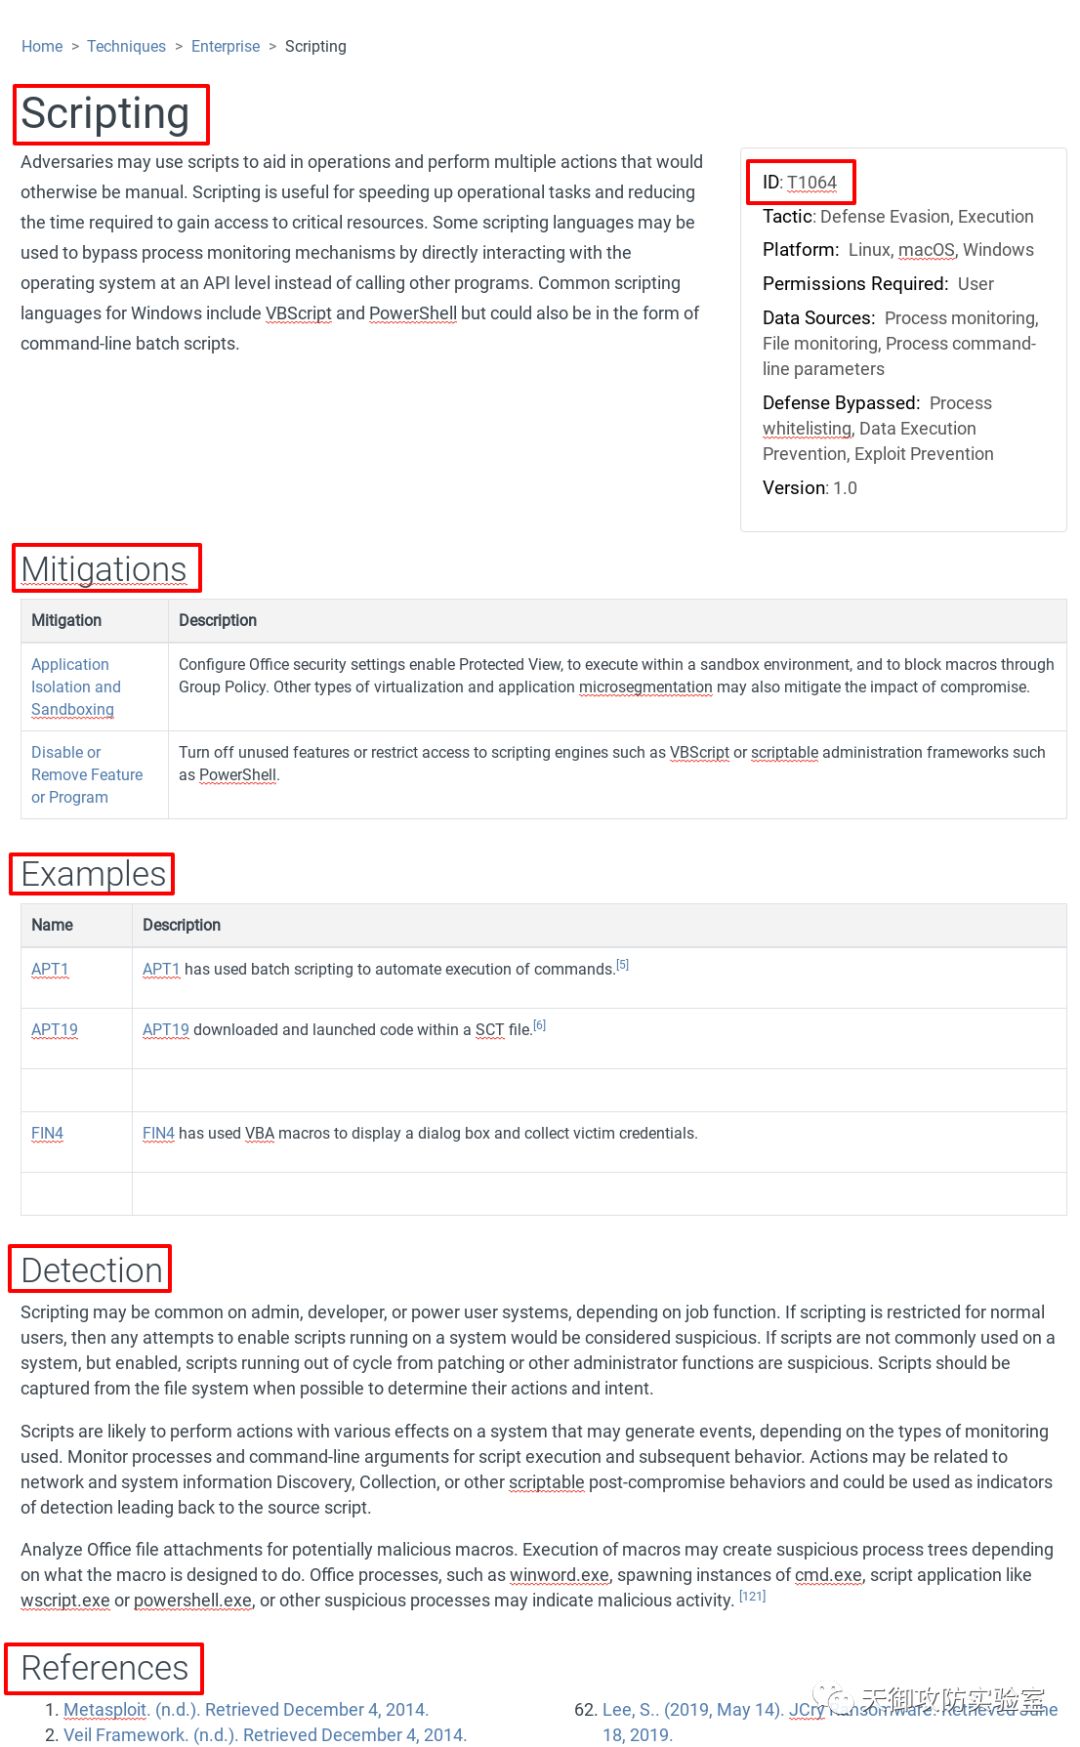 Home > Techniques > Enterprise > Scripting
Scripting
Adversaries may use scripts to aid in operations and perform multiple actions that would
otherwise be manual. Scripting is useful for speeding up operational tasks and reducing
the time required to gain access to critical resources. Some scripting languages may be
used to bypass process monitoring mechanisms by directly interacting with the
operating system at an API level instead of calling other programs. Common scripting
languages for Windows include VBScript and PowerShell but could also be in the form of
command-line batch scripts.
ID: T1064
Tactic: Defense Evasion, Execution
Platform: Linux, macOS, Windows
Permissions Required: User
Data Sources: Process monitoring,
File monitoring, Process command-
line parameters
Defense Bypassed: Process
whitelisting, Data Execution
Prevention, Exploit Prevention
Version: 1.0
Mitigations
Mitigation Description
Application
Isolation and
Sandboxing
Configure Office security settings enable Protected View, to execute within a sandbox environment, and to block macros through
Group Policy. Other types of virtualization and application microsegmentation may also mitigate the impact of compromise.
Disable or
Remove Feature
or Program
Turn off unused features or restrict access to scripting engines such as VBScript or scriptable administration frameworks such
as PowerShell.
Examples
Name Description
APT1 APT1 has used batch scripting to automate execution of commands.[5]
APT19 APT19 downloaded and launched code within a SCT file.[6]
FIN4 FIN4 has used VBA macros to display a dialog box and collect victim credentials.
Detection
Scripting may be common on admin, developer, or power user systems, depending on job function. If scripting is restricted for normal
users, then any attempts to enable scripts running on a system would be considered suspicious. If scripts are not commonly used on a
system, but enabled, scripts running out of cycle from patching or other administrator functions are suspicious. Scripts should be
captured from the file system when possible to determine their actions and intent.
Scripts are likely to perform actions with various effects on a system that may generate events, depending on the types of monitoring
used. Monitor processes and command-line arguments for script execution and subsequent behavior. Actions may be related to
network and system information Discovery, Collection, or other scriptable post-compromise behaviors and could be used as indicators
of detection leading back to the source script.
Analyze Office file attachments for potentially malicious macros. Execution of macros may create suspicious process trees depending
on what the macro is designed to do. Office processes, such as winword.exe, spawning instances of cmd.exe, script application like
wscript.exe or powershell.exe, or other suspicious processes may indicate malicious activity. [121]
References
1. Metasploit. (n.d.). Retrieved December 4, 2014.
2. Veil Framework. (n.d.). Retrieved December 4, 2014.
62. Lee, S.. (2019, May 14). JCry Ransomware. Retrieved June
18, 2019.
天御攻防实验室